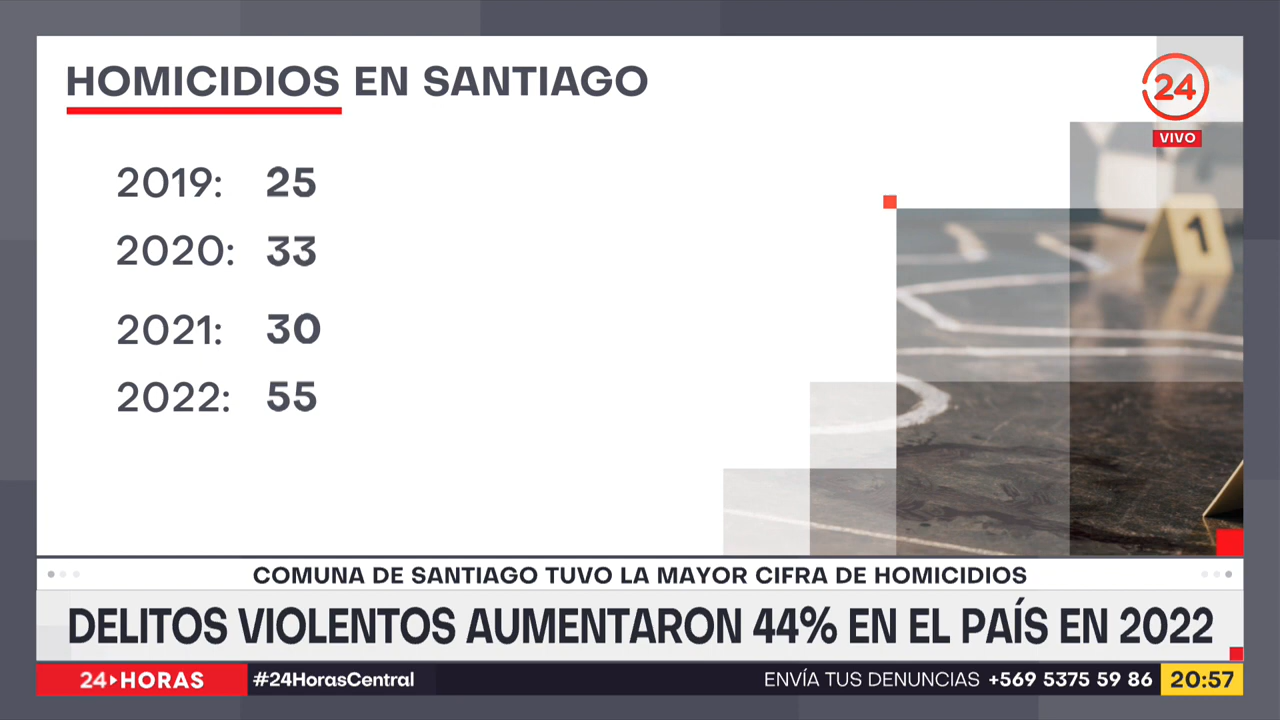 HOMICIDIOS EN SANTIAGO
24
VIVO
2019: 25
2020: 33
2021: 30
2022: 55
1
COMUNA DE SANTIAGO TUVO LA MAYOR CIFRA DE HOMICIDIOS
DELITOS VIOLENTOS AUMENTARON 44% EN EL PAÍS EN 2022
24 HORAS #24HorasCentral ENVÍA TUS DENUNCIAS +569 5375 59 86 20:57